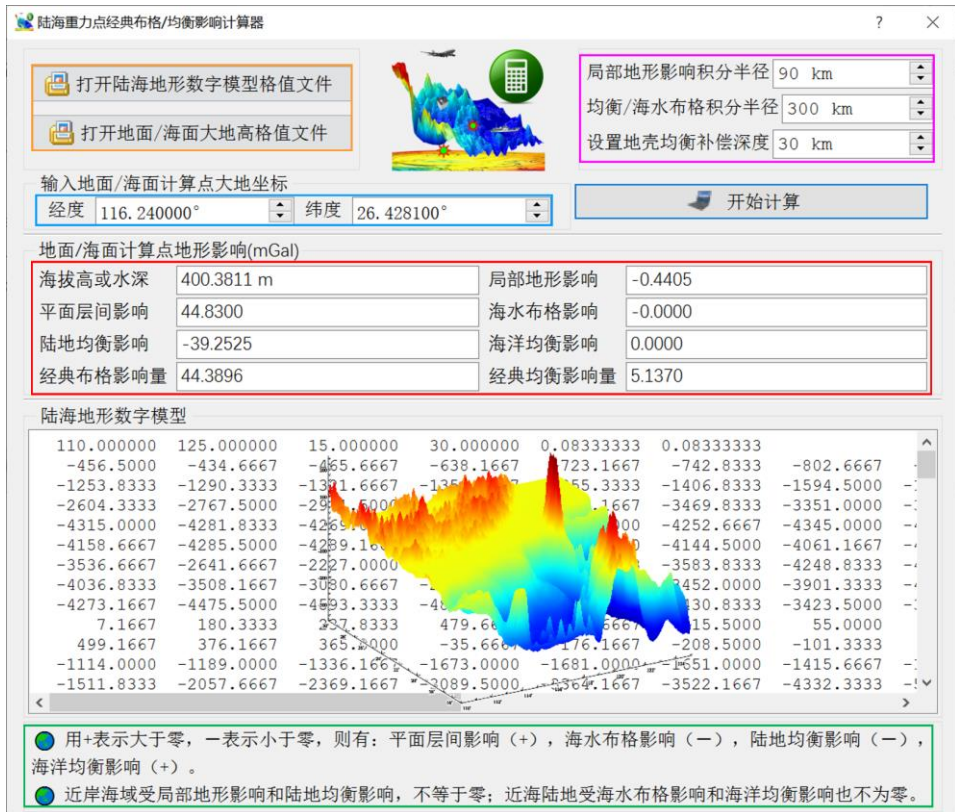 陆海重力点经典布格/均衡影响计算器
打开陆海地形数字模型格值文件
打开地面/海面大地高格值文件
局部地形影响积分半径 90 km
均衡/海水布格积分半径 300 km
设置地壳均衡补偿深度 30 km
输入地面/海面计算点大地坐标
经度 116.240000° 纬度 26.428100°
开始计算
地面/海面计算点地形影响(mGal)
海拔高或水深 400.3811 m 局部地形影响 -0.4405
平面层间影响 44.8300 海水布格影响 -0.0000
陆地均衡影响 -39.2525 海洋均衡影响 0.0000
经典布格影响量 44.3896 经典均衡影响量 5.1370
陆海地形数字模型
110.000000 125.000000 15.000000 30.000000 0.08333333 0.08333333
-456.5000 -434.6667 -465.6667 -638.1667 -742.8333 -802.6667
-1253.8333 -1290.3333 -1406.8333 -1594.5000
-2604.3333 -2767.5000 -3469.8333 -3351.0000
-4315.0000 -4281.8333 -4252.6667 -4345.0000
-4158.6667 -4285.5000 -4144.5000 -4061.1667
-3536.6667 -2641.6667 -2227.0000 -3583.8333 -4248.8333
-4036.8333 -3508.1667 -3901.3333
-4273.1667 -4475.5000 -3423.5000
7.1667 180.3333 55.0000
499.1667 376.1667 -208.5000 -101.3333
-1114.0000 -1189.0000 -1336.1667 -1673.0000 -1681.0000 -1651.0000 -1415.6667
-1511.8333 -2057.6667 -2369.1667 -3089.5000 -3364.1667 -3522.1667 -4332.3333
用+表示大于零，－表示小于零，则有：平面层间影响（+），海水布格影响（－），陆地均衡影响（－），
海洋均衡影响（+）。
近岸海域受局部地形影响和陆地均衡影响，不等于零；近海陆地受海水布格影响和海洋均衡影响也不为零。